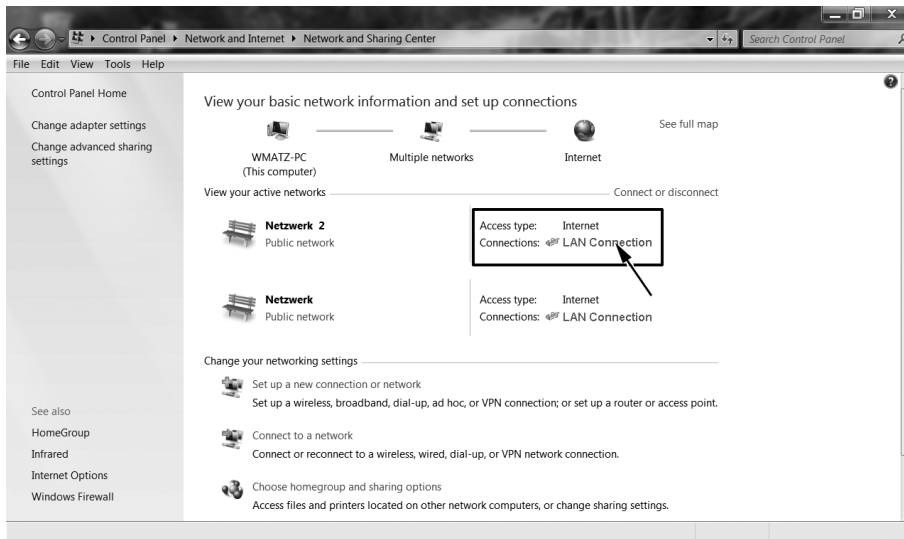 Control Panel ▸ Network and Internet ▸ Network and Sharing Center
Search Control Panel
File Edit View Tools Help
Control Panel Home
Change adapter settings
Change advanced sharing
settings
See also
HomeGroup
Infrared
Internet Options
Windows Firewall
View your basic network information and set up connections
See full map
WMATZ-PC
(This computer)
Multiple networks
Internet
View your active networks
Connect or disconnect
Netzwerk 2
Public network
Access type: Internet
Connections: LAN Connection
Netzwerk
Public network
Access type: Internet
Connections: LAN Connection
Change your networking settings
Set up a new connection or network
Set up a wireless, broadband, dial-up, ad hoc, or VPN connection; or set up a router or access point.
Connect to a network
Connect or reconnect to a wireless, wired, dial-up, or VPN network connection.
Choose homegroup and sharing options
Access files and printers located on other network computers, or change sharing settings.